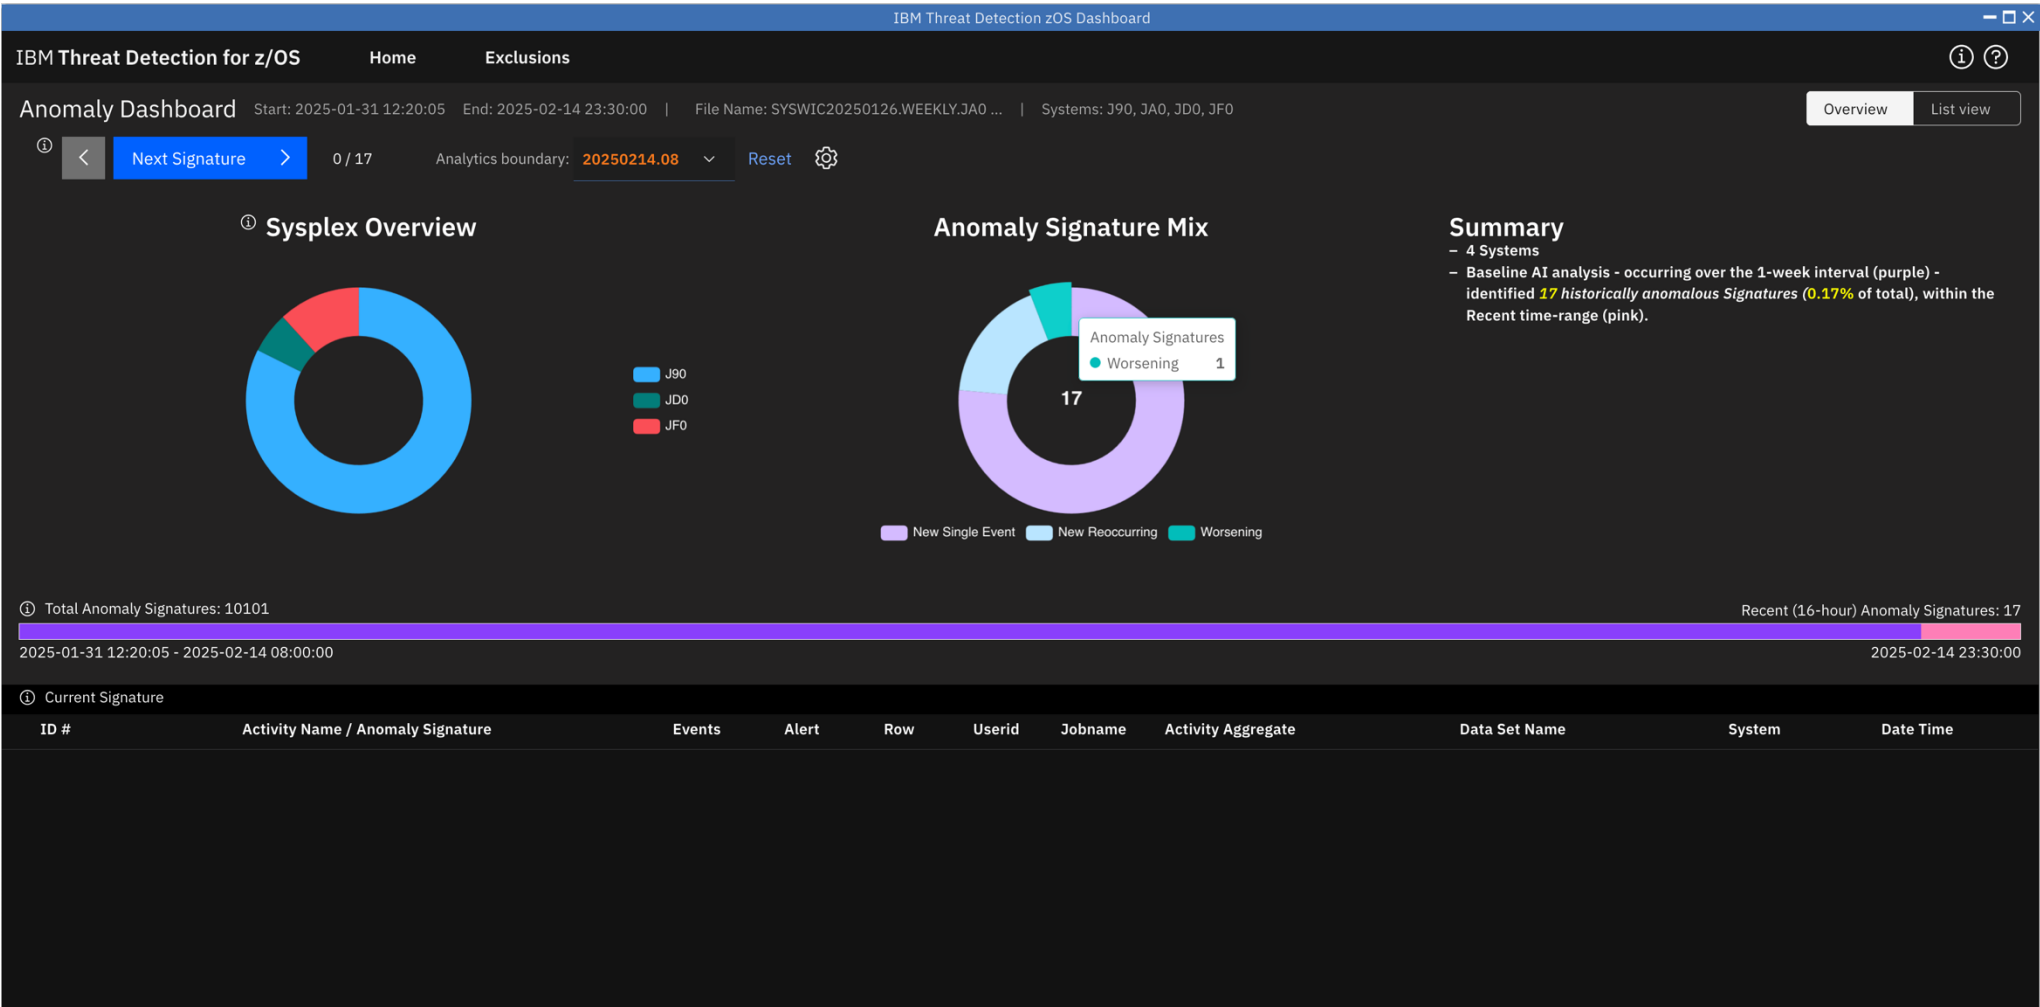 IBM Threat Detection zOS Dashboard
IBM Threat Detection for z/OS Home Exclusions
Anomaly Dashboard Start: 2025-01-31 12:20:05 End: 2025-02-14 23:30:00 | File Name: SYSWIC20250126.WEEKLY.JA0 ... | Systems: J90, JA0, JD0, JF0 Overview List view
Next Signature 0 / 17 Analytics boundary: 20250214.08 Reset
Sysplex Overview
J90
JD0
JF0
Anomaly Signature Mix
Anomaly Signatures
Worsening 1
17
New Single Event New Reoccurring Worsening
Summary
– 4 Systems
– Baseline AI analysis - occurring over the 1-week interval (purple) -
identified 17 historically anomalous Signatures (0.17% of total), within the
Recent time-range (pink).
Total Anomaly Signatures: 10101 Recent (16-hour) Anomaly Signatures: 17
2025-01-31 12:20:05 - 2025-02-14 08:00:00 2025-02-14 23:30:00
Current Signature
ID # Activity Name / Anomaly Signature Events Alert Row Userid Jobname Activity Aggregate Data Set Name System Date Time